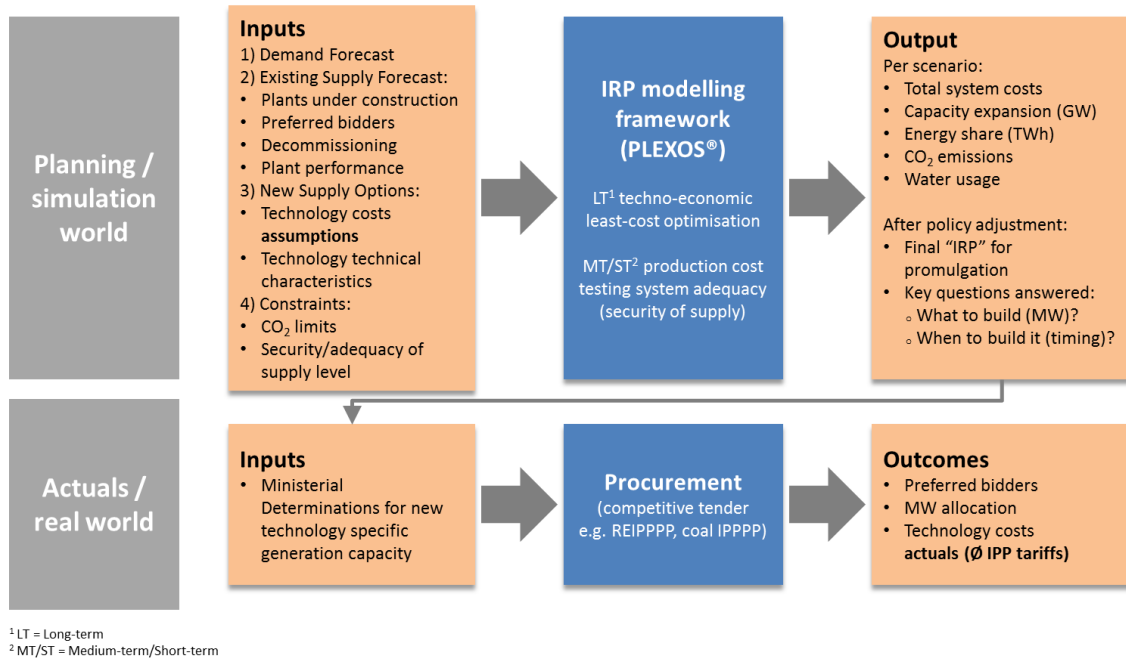 Planning /
simulation
world
Inputs
1) Demand Forecast
2) Existing Supply Forecast:
• Plants under construction
• Preferred bidders
• Decommissioning
• Plant performance
3) New Supply Options:
• Technology costs
assumptions
• Technology technical
characteristics
4) Constraints:
• CO₂ limits
• Security/adequacy of
supply level
IRP modelling
framework
(PLEXOS®)
LT¹ techno-economic
least-cost optimisation
MT/ST² production cost
testing system adequacy
(security of supply)
Output
Per scenario:
• Total system costs
• Capacity expansion (GW)
• Energy share (TWh)
• CO₂ emissions
• Water usage
After policy adjustment:
• Final “IRP” for
promulgation
• Key questions answered:
o What to build (MW)?
o When to build it (timing)?
Actuals /
real world
Inputs
• Ministerial
Determinations for new
technology specific
generation capacity
Procurement
(competitive tender
e.g. REIPPPP, coal IPPPP)
Outcomes
• Preferred bidders
• MW allocation
• Technology costs
actuals (Ø IPP tariffs)
¹ LT = Long-term
² MT/ST = Medium-term/Short-term